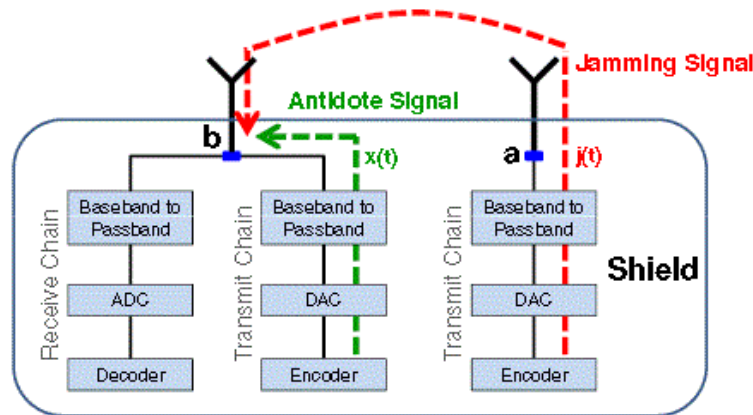 Jamming Signal
Antidote Signal
b
x(t)
a
j(t)
Receive Chain
Baseband to
Passband
ADC
Decoder
Transmit Chain
Baseband to
Passband
DAC
Encoder
Transmit Chain
Baseband to
Passband
DAC
Encoder
Shield